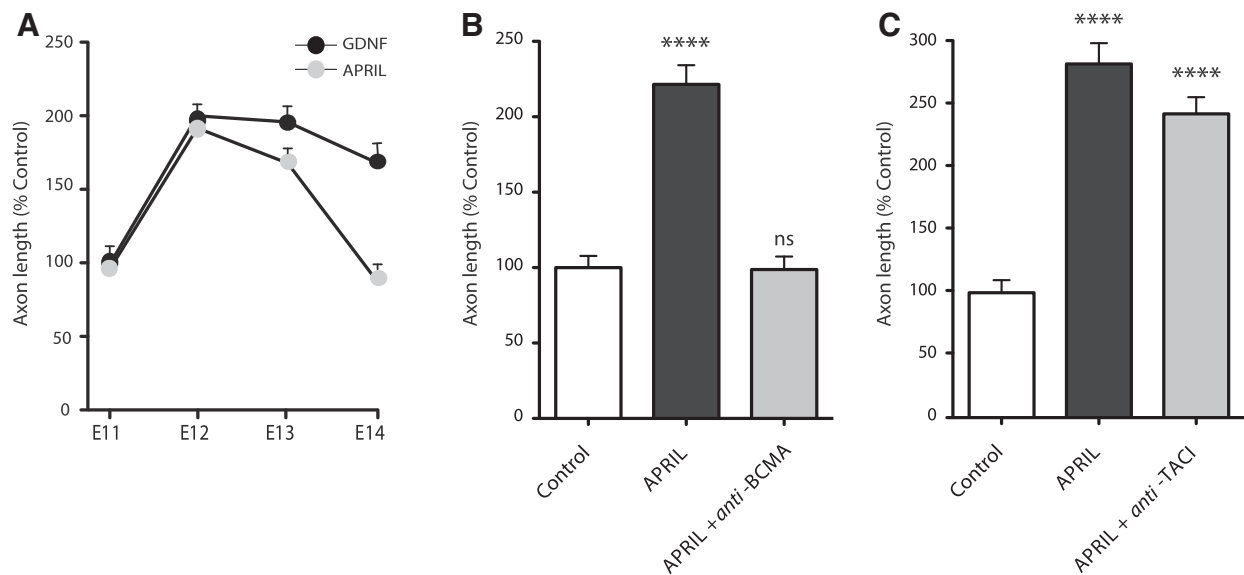 A
Axon length (% Control)
250
200
150
100
50
0
E11 E12 E13 E14
GDNF
APRIL
B
Axon length (% Control)
250
200
150
100
50
0
****
ns
Control
APRIL
APRIL + anti -BCMA
C
Axon length (% Control)
300
250
300
150
100
50
0
****
****
Control
APRIL
APRIL + anti -TACI